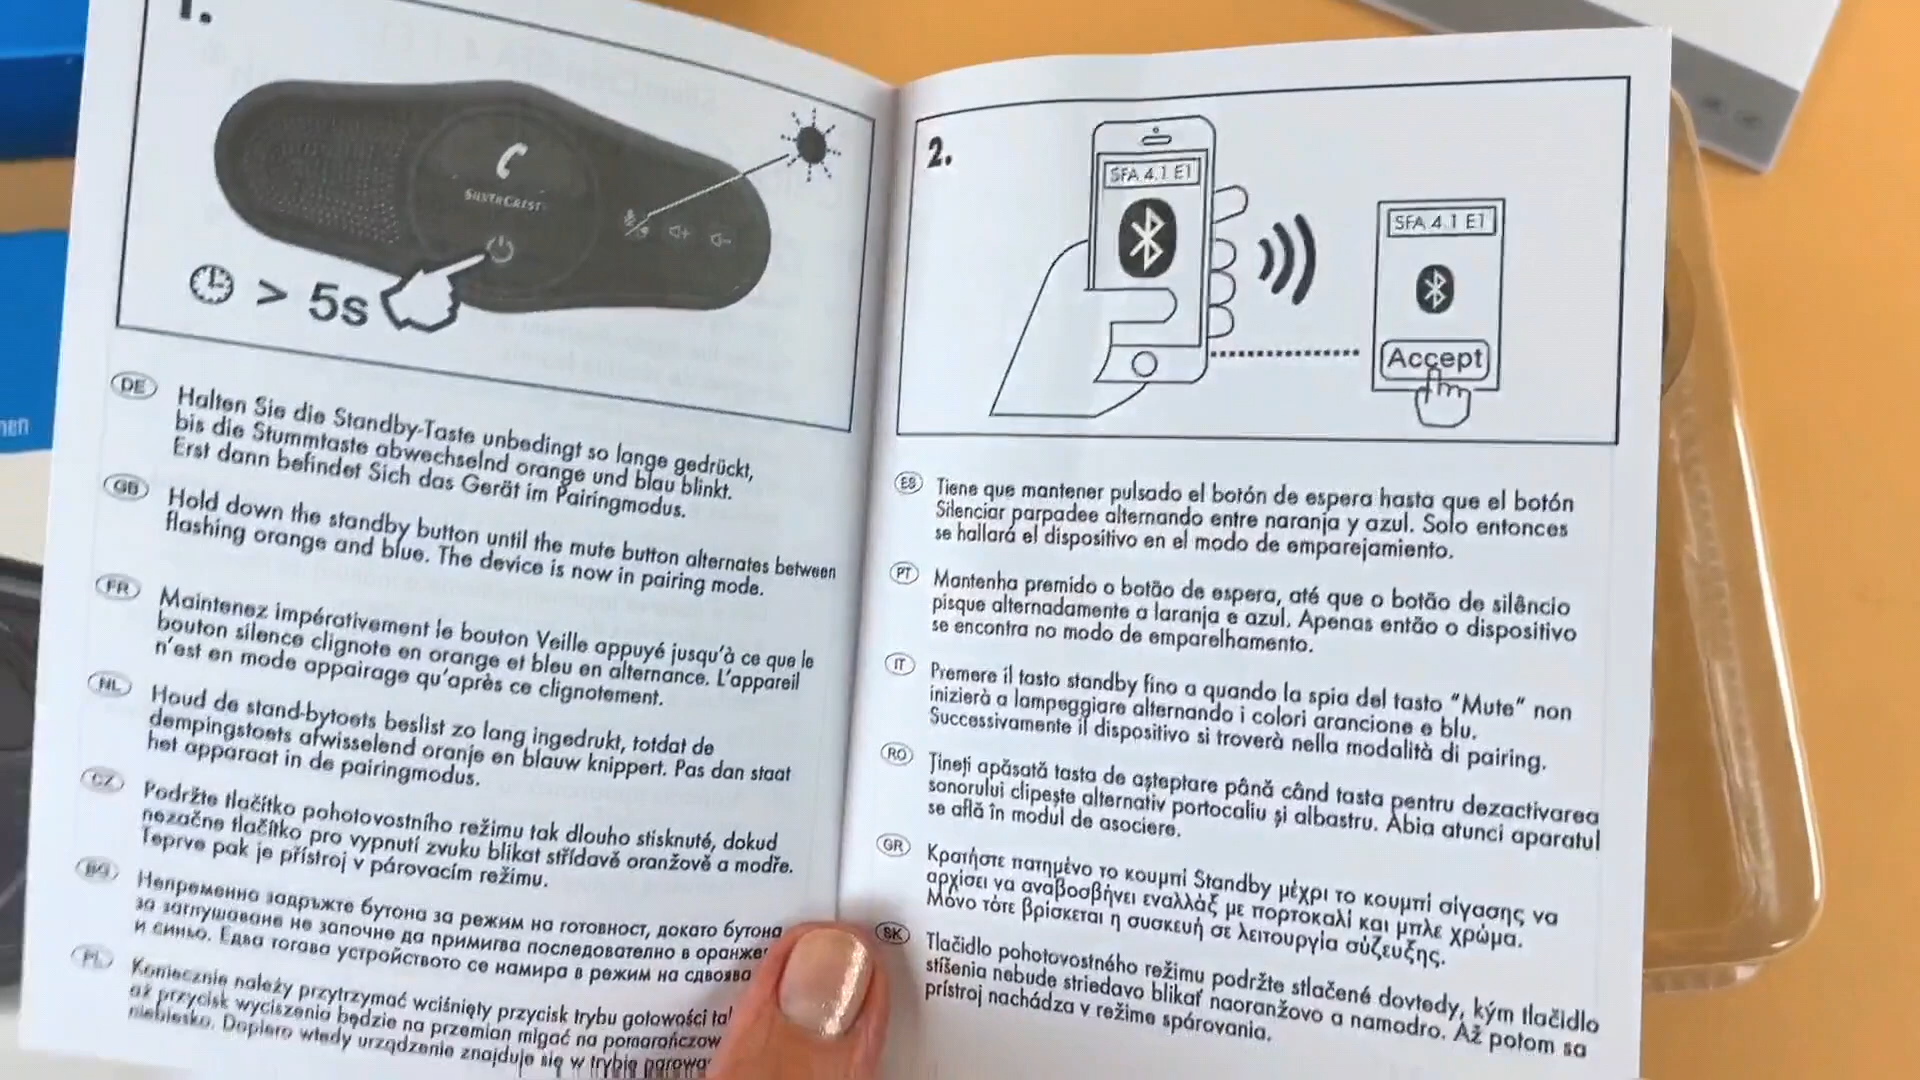 1.
SILVERCREST
> 5s
DE
Halten Sie die Standby-Taste unbedingt so lange gedrückt,
bis die Stummtaste abwechselnd orange und blau blinkt.
Erst dann befindet Sich das Gerät im Pairingmodus.
GB
Hold down the standby button until the mute button alternates between
flashing orange and blue. The device is now in pairing mode.
FR
Maintenez impérativement le bouton Veille appuyé jusqu'à ce que le
bouton silence clignote en orange et bleu en alternance. L'appareil
n'est en mode appairage qu'après ce clignotement.
NL
Houd de stand-bytoets beslist zo lang ingedrukt, totdat de
dempingstoets afwisselend oranje en blauw knippert. Pas dan staat
het apparaat in de pairingmodus.
CZ
Podržte tlačítko pohotovostního režimu tak dlouho stisknuté, dokud
nezačne tlačítko pro vypnutí zvuku blikat střídavě oranžově a modře.
Teprve pak je přístroj v párovacím režimu.
BG
Непременно задръжте бутона за режим на готовност, докато бутона
за заглушаване не започне да примигва последователно в
и синьо. Едва тогава устройството се намира в режим на
PL
Koniecznie należy przytrzymać wciśnięty przycisk trybu gotowości
aż przycisk wyciszenia będzie na przemian migać na
niebiesko. Dopiero wtedy urządzenie znajduje się w trybie
2.
SFA 4.1 E1
SFA 4.1 E1
Accept
ES
Tiene que mantener pulsado el botón de espera hasta que el botón
Silenciar parpadee alternando entre naranja y azul. Solo entonces
se hallará el dispositivo en el modo de emparejamiento.
PT
Mantenha premido o botão de espera, até que o botão de silêncio
pisque alternadamente a laranja e azul. Apenas então o dispositivo
se encontra no modo de emparelhamento.
IT
Premere il tasto standby fino a quando la spia del tasto "Mute" non
inizierà a lampeggiare alternando i colori arancione e blu.
Successivamente il dispositivo si troverà nella modalità di pairing.
RO
Țineți apăsată tasta de așteptare până când tasta pentru dezactivarea
sonorului clipește alternativ portocaliu și albastru. Abia atunci aparatul
se află în modul de asociere.
GR
Κρατήστε πατημένο το κουμπί Standby μέχρι το κουμπί σίγασης να
αρχίσει να αναβοσβήνει εναλλάξ με πορτοκαλί και μπλε χρώμα.
Μόνο τότε βρίσκεται η συσκευή σε λειτουργία σύζευξης.
SK
Tlačidlo pohotovostného režimu podržte stlačené dovtedy, kým tlačidlo
stíšenia nebude striedavo blikať naoranžovo a namodro. Až potom sa
prístroj nachádza v režime spárovania.